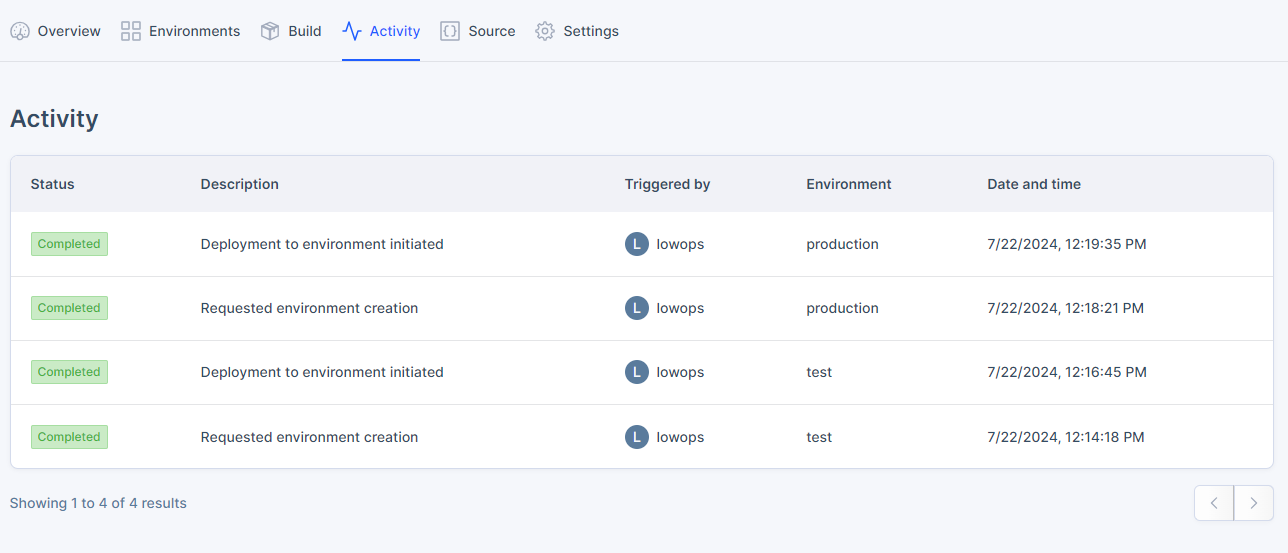 Overview Environments Build Activity Source Settings
Activity
Status Description Triggered by Environment Date and time
Completed Deployment to environment initiated L lowops production 7/22/2024, 12:19:35 PM
Completed Requested environment creation L lowops production 7/22/2024, 12:18:21 PM
Completed Deployment to environment initiated L lowops test 7/22/2024, 12:16:45 PM
Completed Requested environment creation L lowops test 7/22/2024, 12:14:18 PM
Showing 1 to 4 of 4 results